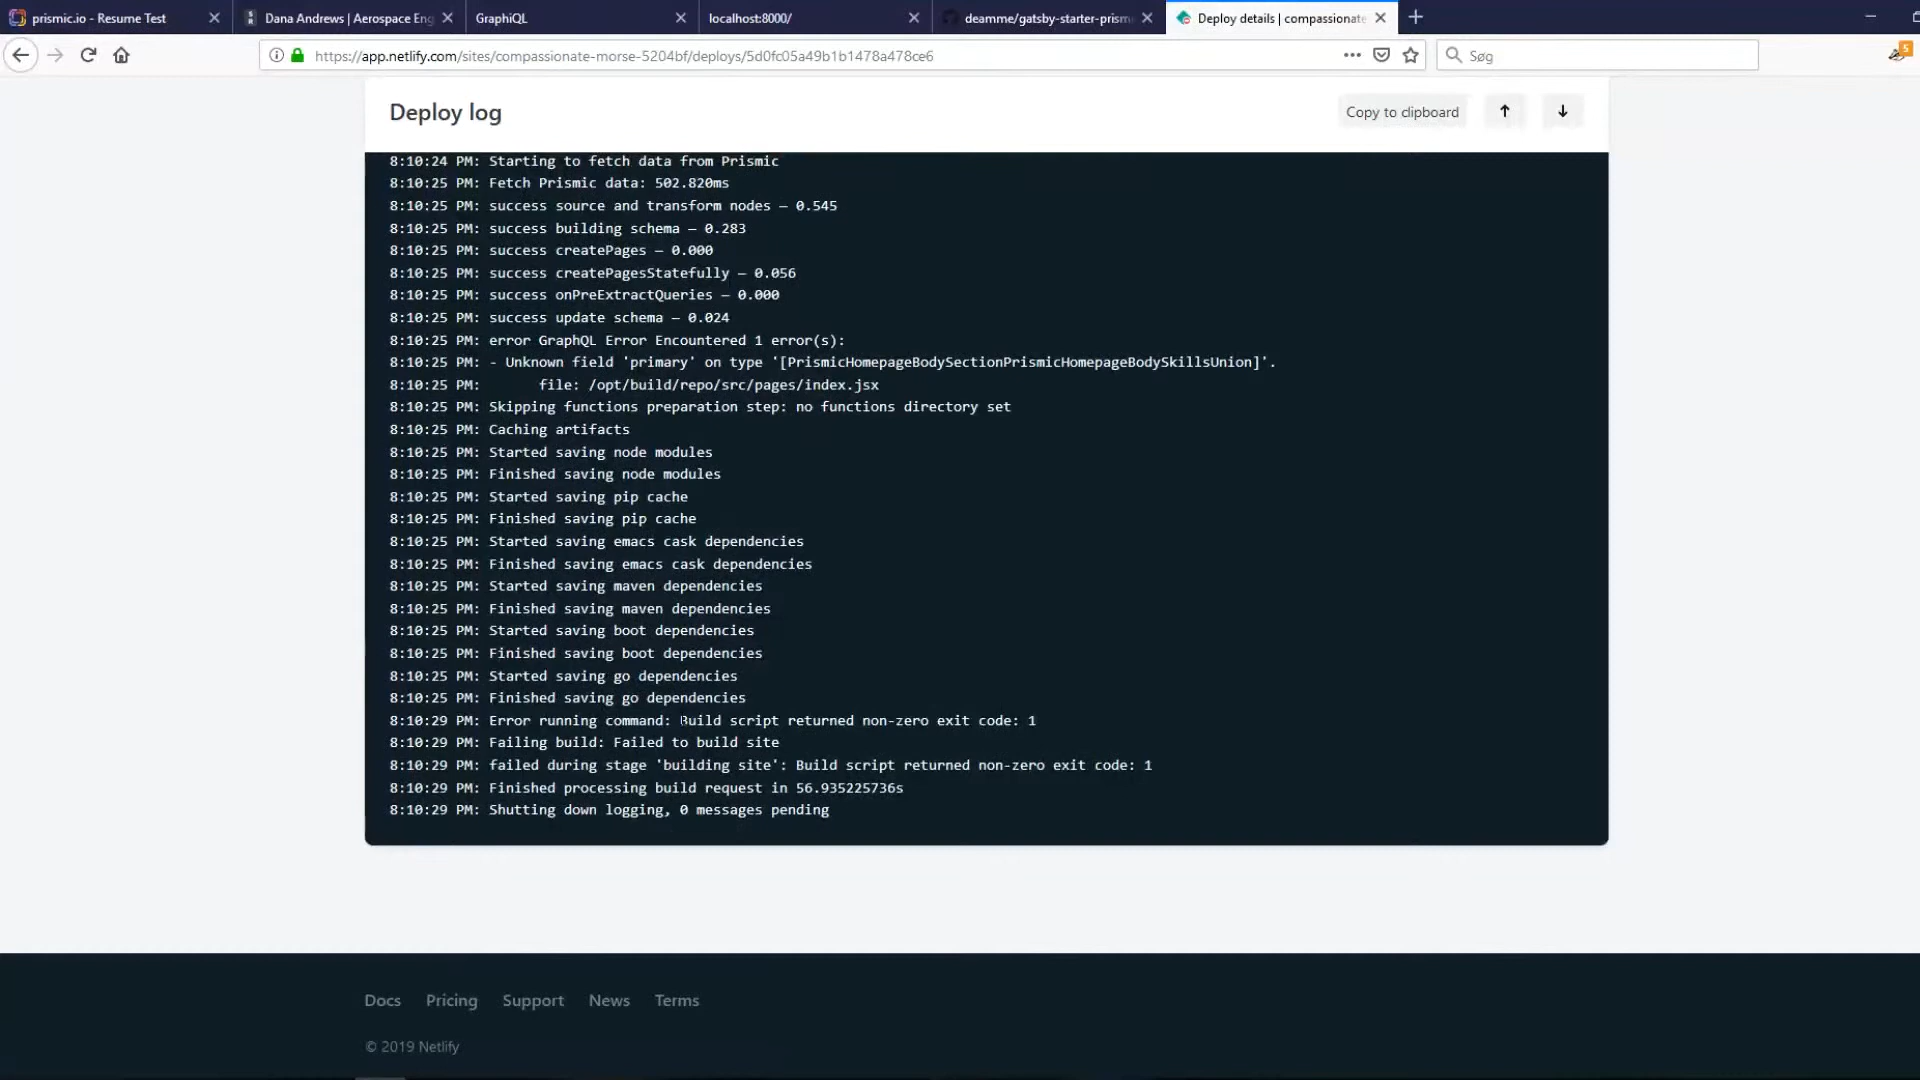 prismic.io - Resume Test
Dana Andrews | Aerospace Eng
GraphiQL
localhost:8000/
deamme/gatsby-starter-prism
Deploy details | compassionate
https://app.netlify.com/sites/compassionate-morse-5204bf/deploys/5d0fc05a49b1b1478a478ce6
Søg
5
Deploy log
Copy to clipboard
8:10:24 PM: Starting to fetch data from Prismic
8:10:25 PM: Fetch Prismic data: 502.820ms
8:10:25 PM: success source and transform nodes — 0.545
8:10:25 PM: success building schema — 0.283
8:10:25 PM: success createPages — 0.000
8:10:25 PM: success createPagesStatefully — 0.056
8:10:25 PM: success onPreExtractQueries — 0.000
8:10:25 PM: success update schema — 0.024
8:10:25 PM: error GraphQL Error Encountered 1 error(s):
8:10:25 PM: - Unknown field 'primary' on type '[PrismicHomepageBodySectionPrismicHomepageBodySkillsUnion]'.
8:10:25 PM: file: /opt/build/repo/src/pages/index.jsx
8:10:25 PM: Skipping functions preparation step: no functions directory set
8:10:25 PM: Caching artifacts
8:10:25 PM: Started saving node modules
8:10:25 PM: Finished saving node modules
8:10:25 PM: Started saving pip cache
8:10:25 PM: Finished saving pip cache
8:10:25 PM: Started saving emacs cask dependencies
8:10:25 PM: Finished saving emacs cask dependencies
8:10:25 PM: Started saving maven dependencies
8:10:25 PM: Finished saving maven dependencies
8:10:25 PM: Started saving boot dependencies
8:10:25 PM: Finished saving boot dependencies
8:10:25 PM: Started saving go dependencies
8:10:25 PM: Finished saving go dependencies
8:10:29 PM: Error running command: Build script returned non-zero exit code: 1
8:10:29 PM: Failing build: Failed to build site
8:10:29 PM: failed during stage 'building site': Build script returned non-zero exit code: 1
8:10:29 PM: Finished processing build request in 56.935225736s
8:10:29 PM: Shutting down logging, 0 messages pending
Docs Pricing Support News Terms
© 2019 Netlify